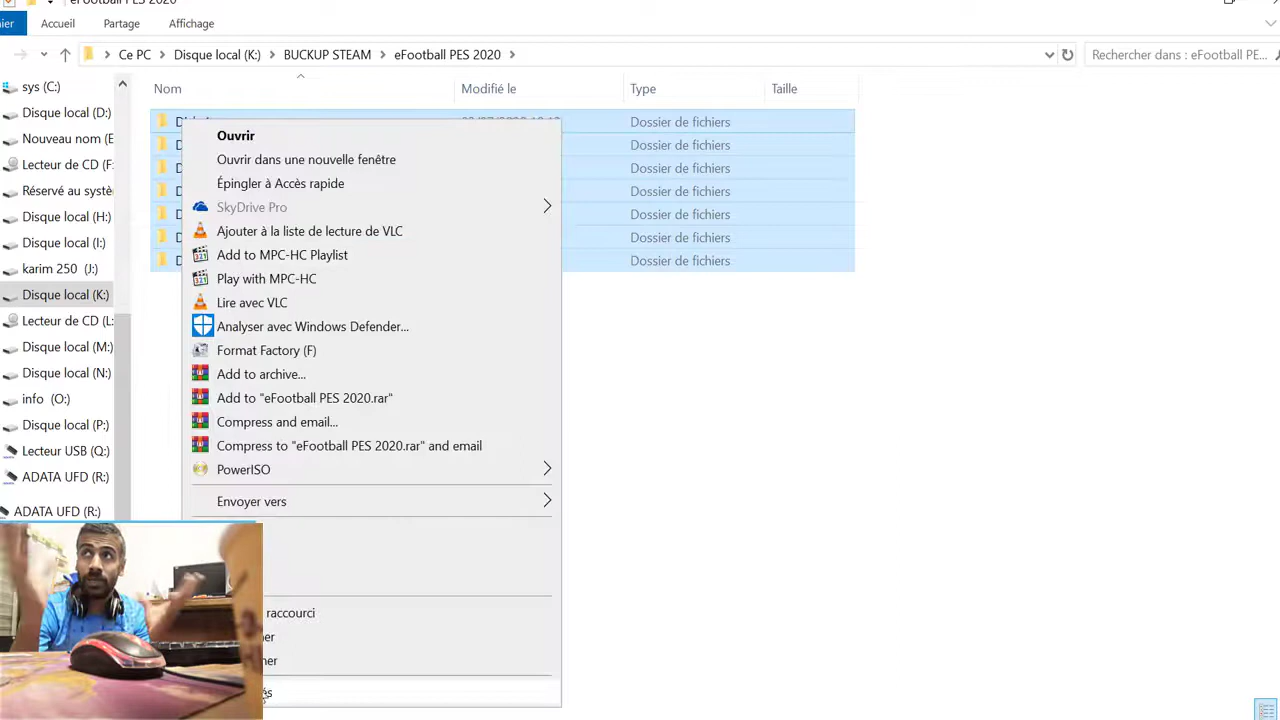 eFootball PES 2020
ier Accueil Partage Affichage
Ce PC Disque local (K:) BUCKUP STEAM eFootball PES 2020 Rechercher dans : eFootball PE...
Nom Modifié le Type Taille
sys (C:)
Disque local (D:)
Nouveau nom (E
Lecteur de CD (F:
Réservé au systè
Disque local (H:)
Disque local (I:)
karim 250 (J:)
Disque local (K:)
Lecteur de CD (L:
Disque local (M:)
Disque local (N:)
info (O:)
Disque local (P:)
Lecteur USB (Q:)
ADATA UFD (R:)
ADATA UFD (R:)
Dossier de fichiers
Dossier de fichiers
Dossier de fichiers
Dossier de fichiers
Dossier de fichiers
Dossier de fichiers
Dossier de fichiers
Ouvrir
Ouvrir dans une nouvelle fenêtre
Épingler à Accès rapide
SkyDrive Pro
Ajouter à la liste de lecture de VLC
Add to MPC-HC Playlist
Play with MPC-HC
Lire avec VLC
Analyser avec Windows Defender...
Format Factory (F)
Add to archive...
Add to "eFootball PES 2020.rar"
Compress and email...
Compress to "eFootball PES 2020.rar" and email
PowerISO
Envoyer vers
raccourci
ner
ner
és